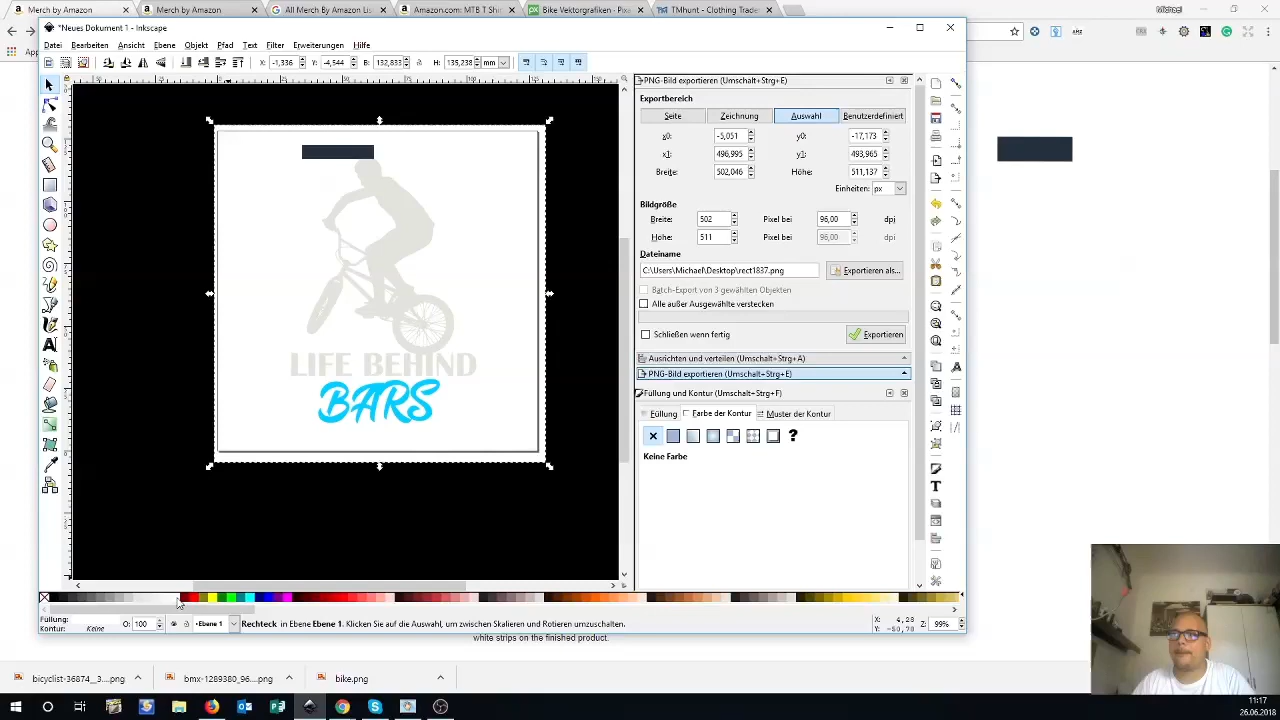 Merch by Amazon List
Merch by Amazon
All Merch By Amazon Lis
Amazon.com: MTB T Shi
Bike Vektorgrafiken - Pixa
TMhunt - Clothing Trade
Michael
*Neues Dokument 1 - Inkscape
Datei Bearbeiten Ansicht Ebene Objekt Pfad Text Filter Erweiterungen Hilfe
X: -1,336 Y: -4,544 B: 132,833 H: 135,238 mm
PNG-Bild exportieren (Umschalt+Strg+E)
Exportbereich
Seite Zeichnung Auswahl Benutzerdefiniert
x0: -5,051 y0: -17,173
x1: 496,995 y1: 493,965
Breite: 502,046 Höhe: 511,137
Einheiten: px
Bildgröße
Breite: 502 Pixel bei 96,00 dpi
Höhe: 511 Pixel bei 96,00 dpi
Dateiname
C:\Users\Michael\Desktop\rect1837.png Exportieren als...
Batch-Export von 3 gewählten Objekten
Alle außer Ausgewählte verstecken
Schließen wenn fertig Exportieren
Ausrichten und verteilen (Umschalt+Strg+A)
PNG-Bild exportieren (Umschalt+Strg+E)
Füllung und Kontur (Umschalt+Strg+F)
Füllung Farbe der Kontur Muster der Kontur
?
Keine Farbe
LIFE BEHIND
BARS
Füllung:
Kontur: Keine
O: 100
Ebene 1
Rechteck in Ebene Ebene 1. Klicken Sie auf die Auswahl, um zwischen Skalieren und Rotieren umzuschalten.
X: 4,28
Y: -50,78
Z: 99%
white strips on the finished product.
bicyclist-36874__3....png
bmx-1289380_96....png
bike.png
11:17
26.06.2018